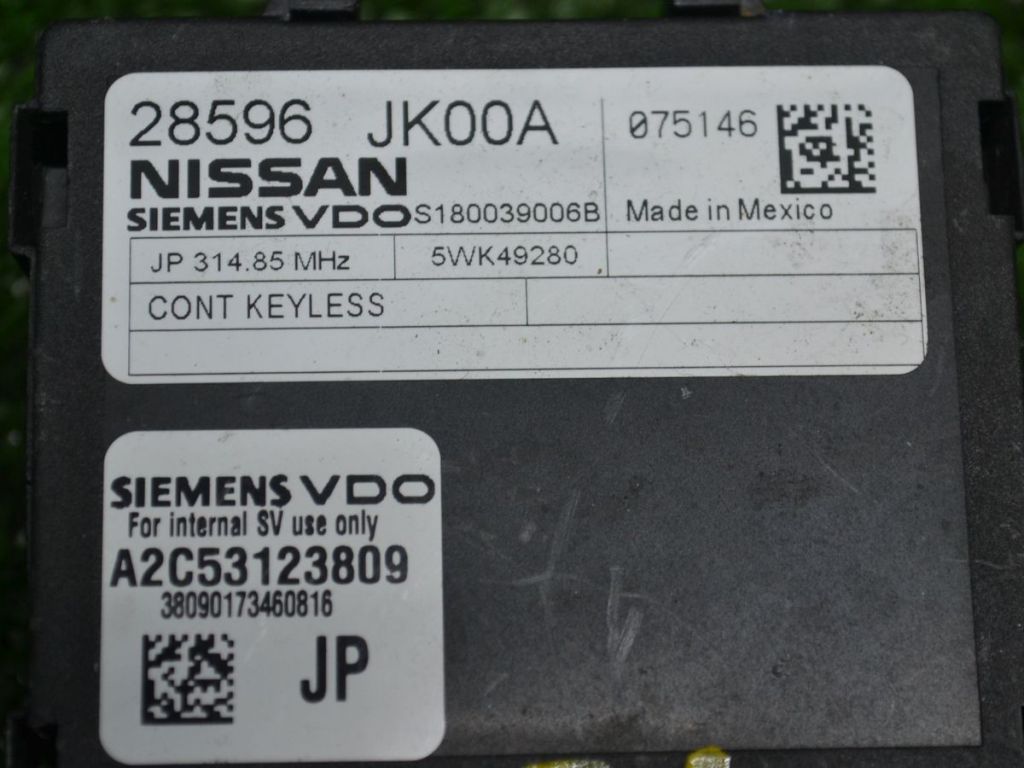 28596 JK00A 075146
NISSAN
SIEMENS VDO S180039006B Made in Mexico
JP 314.85 MHz 5WK49280
CONT KEYLESS
SIEMENS VDO
For internal SV use only
A2C53123809
38090173460816
JP